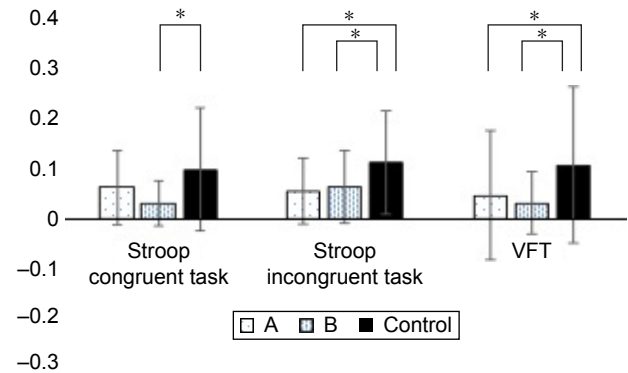 0.4
0.3
0.2
0.1
0
–0.1
–0.2
–0.3
*
*
*
*
*
Stroop
congruent task
Stroop
incongruent task
VFT
A B Control